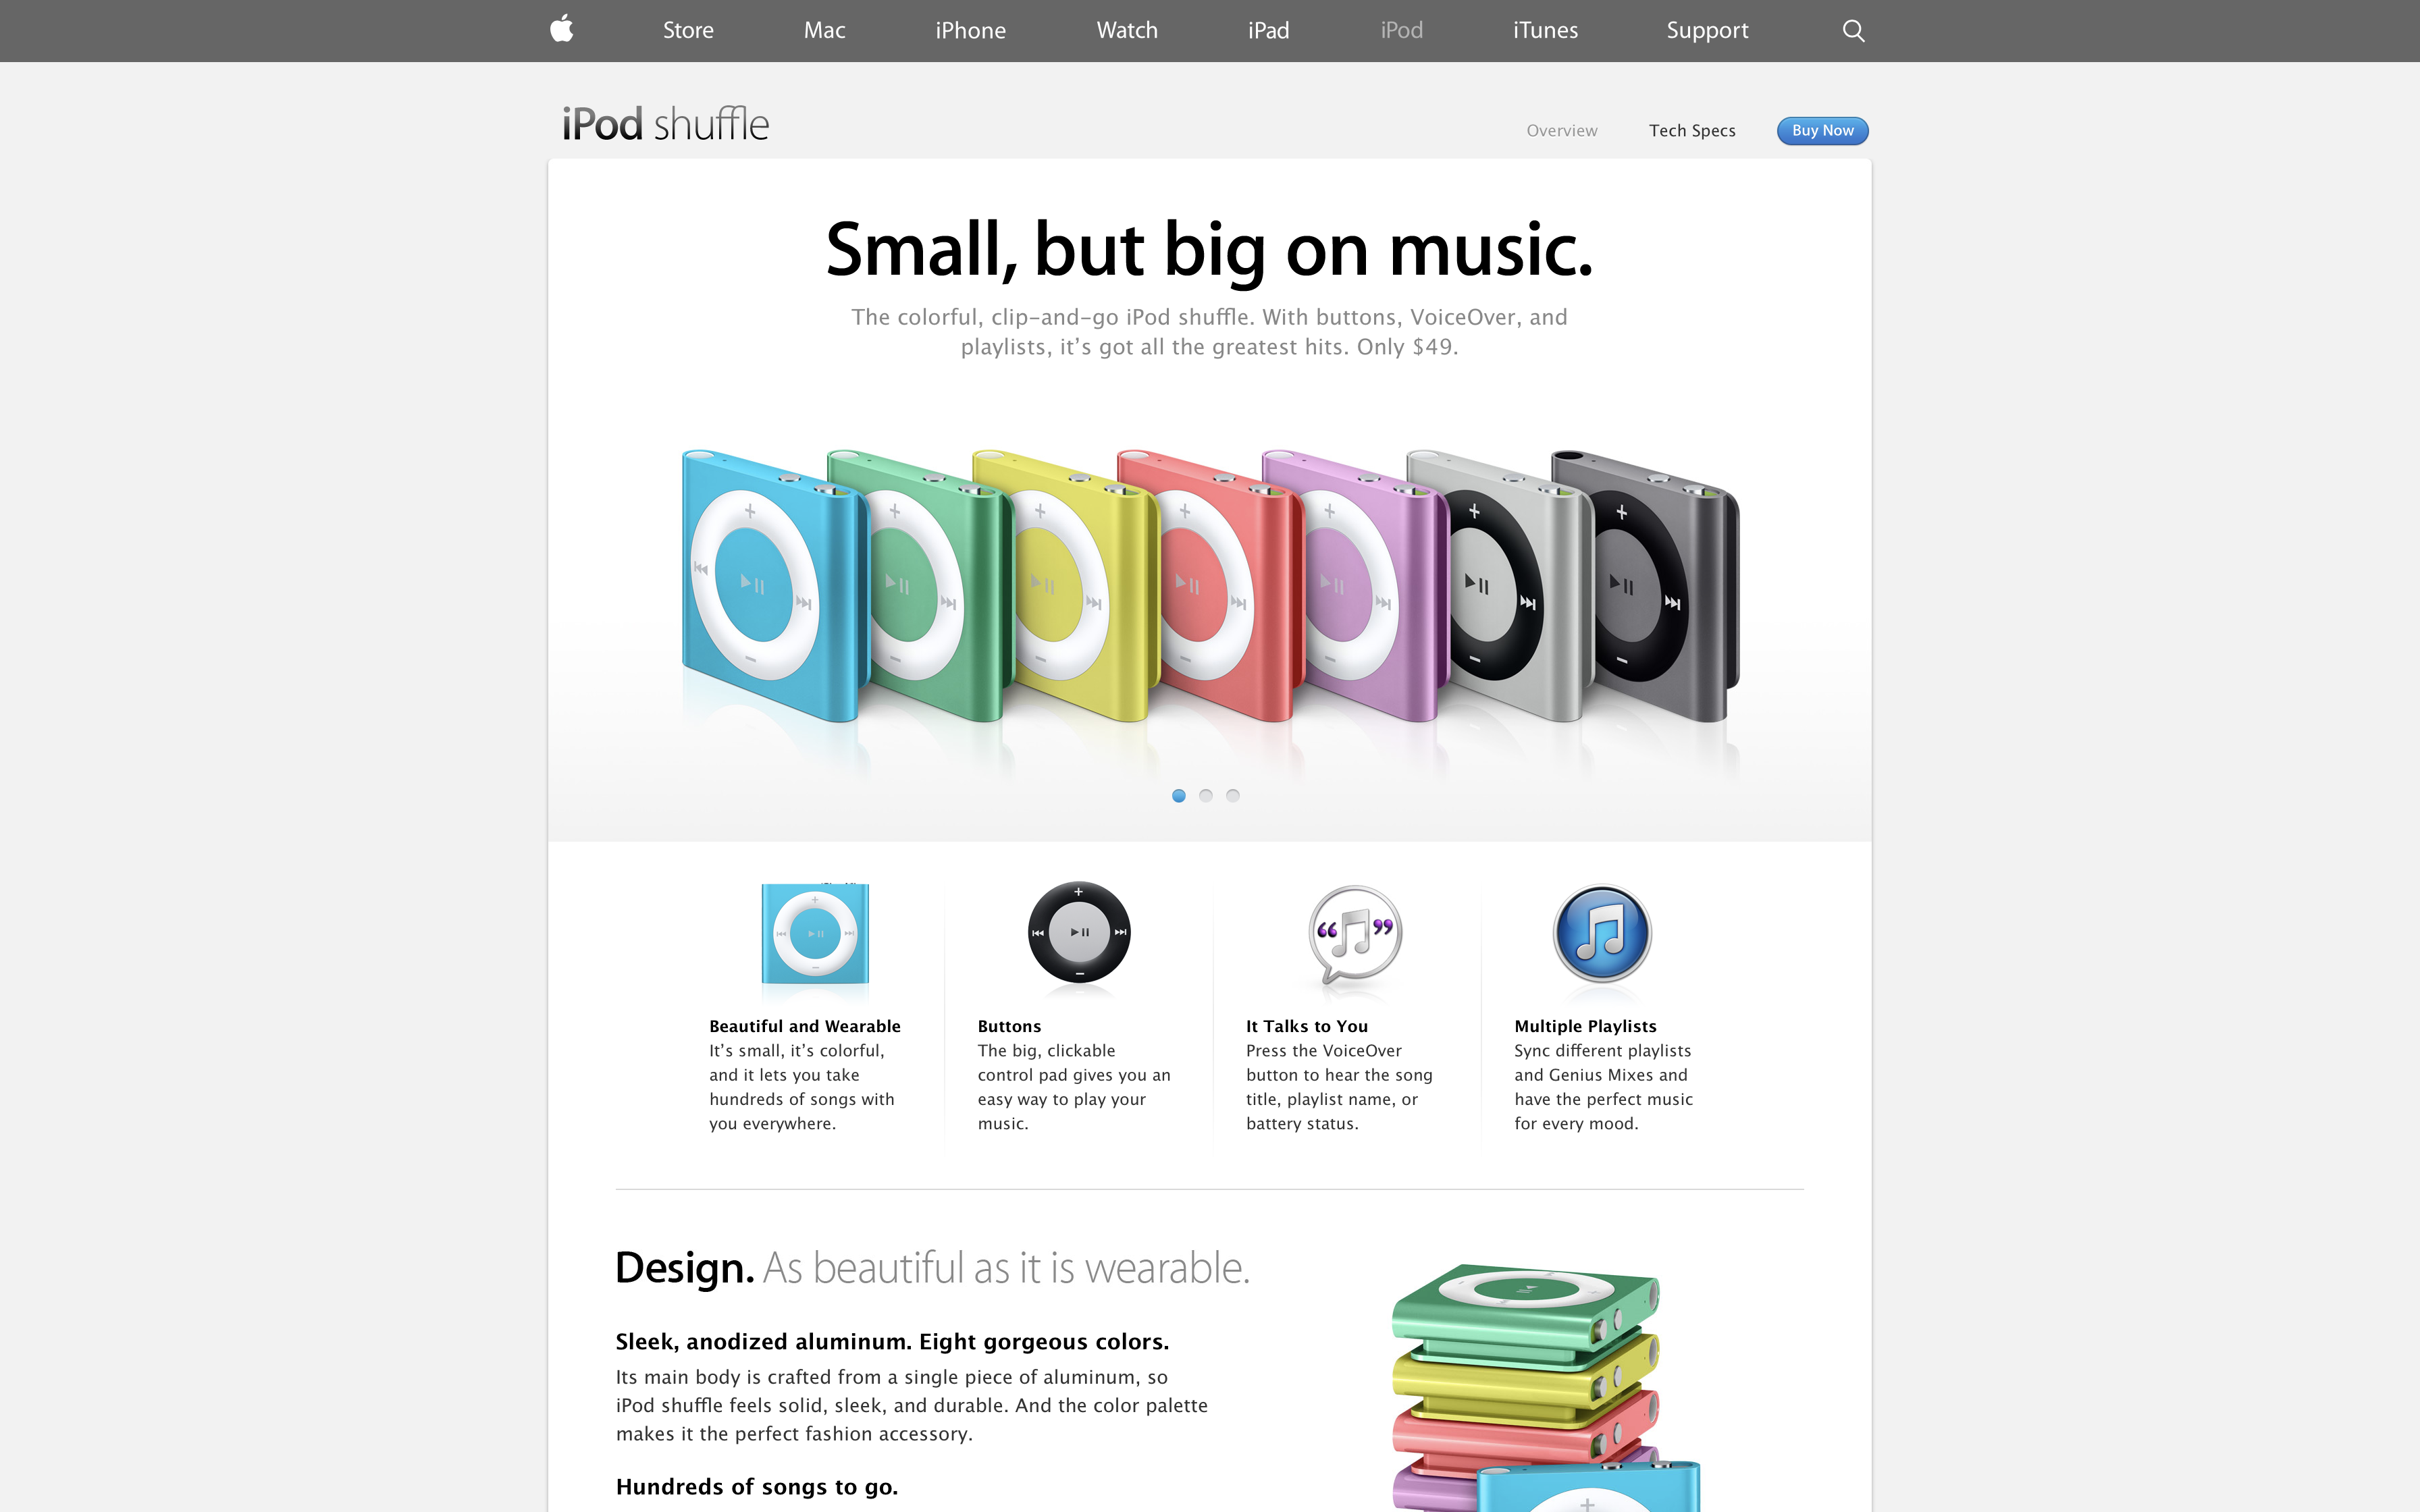 Store Mac iPhone Watch iPad iPod iTunes Support
iPod shuffle
Overview Tech Specs Buy Now
Small, but big on music.
The colorful, clip-and-go iPod shuffle. With buttons, VoiceOver, and
playlists, it’s got all the greatest hits. Only $49.
Beautiful and Wearable
It’s small, it’s colorful,
and it lets you take
hundreds of songs with
you everywhere.
Buttons
The big, clickable
control pad gives you an
easy way to play your
music.
It Talks to You
Press the VoiceOver
button to hear the song
title, playlist name, or
battery status.
Multiple Playlists
Sync different playlists
and Genius Mixes and
have the perfect music
for every mood.
Design. As beautiful as it is wearable.
Sleek, anodized aluminum. Eight gorgeous colors.
Its main body is crafted from a single piece of aluminum, so
iPod shuffle feels solid, sleek, and durable. And the color palette
makes it the perfect fashion accessory.
Hundreds of songs to go.